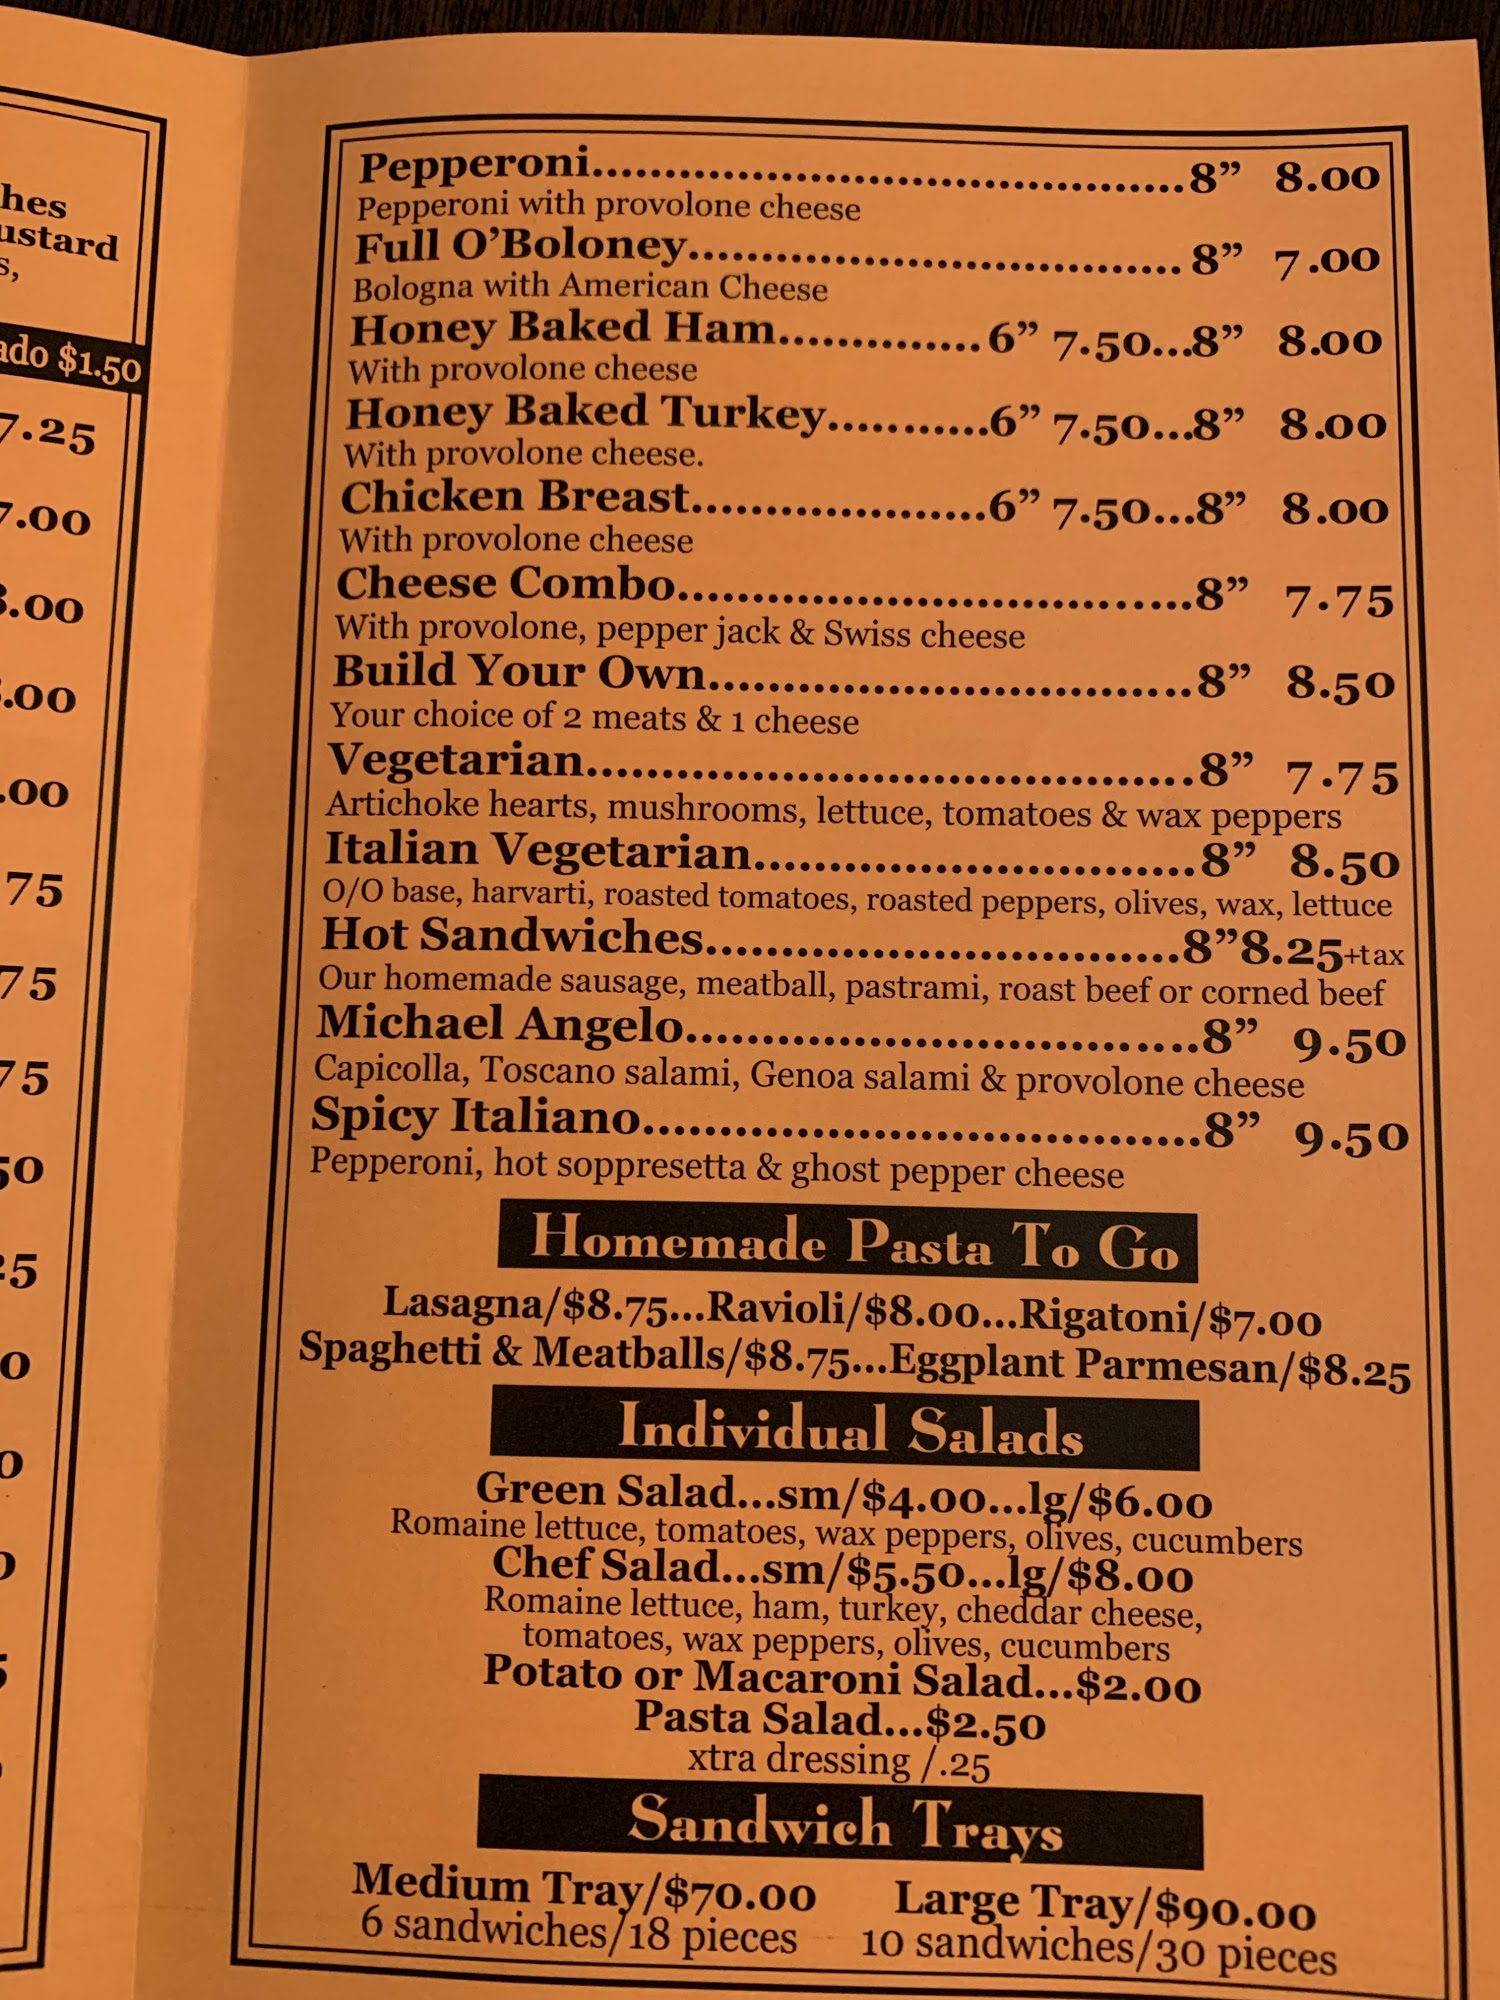 hes
ustard
s,
ado $1.50
7.25
7.00
.00
.00
.00
75
75
75
50
25
0
0
Pepperoni........................................8” 8.00
Pepperoni with provolone cheese
Full O’Boloney................................. 8” 7.00
Bologna with American Cheese
Honey Baked Ham..............6” 7.50...8” 8.00
With provolone cheese
Honey Baked Turkey...........6” 7.50...8” 8.00
With provolone cheese.
Chicken Breast....................6” 7.50...8” 8.00
With provolone cheese
Cheese Combo...................................8” 7.75
With provolone, pepper jack & Swiss cheese
Build Your Own................................8” 8.50
Your choice of 2 meats & 1 cheese
Vegetarian.........................................8” 7.75
Artichoke hearts, mushrooms, lettuce, tomatoes & wax peppers
Italian Vegetarian.............................8” 8.50
O/O base, harvarti, roasted tomatoes, roasted peppers, olives, wax, lettuce
Hot Sandwiches...............................8”8.25+tax
Our homemade sausage, meatball, pastrami, roast beef or corned beef
Michael Angelo..................................8” 9.50
Capicolla, Toscano salami, Genoa salami & provolone cheese
Spicy Italiano.....................................8” 9.50
Pepperoni, hot soppresetta & ghost pepper cheese
Homemade Pasta To Go
Lasagna/$8.75...Ravioli/$8.00...Rigatoni/$7.00
Spaghetti & Meatballs/$8.75...Eggplant Parmesan/$8.25
Individual Salads
Green Salad...sm/$4.00...lg/$6.00
Romaine lettuce, tomatoes, wax peppers, olives, cucumbers
Chef Salad...sm/$5.50...lg/$8.00
Romaine lettuce, ham, turkey, cheddar cheese,
tomatoes, wax peppers, olives, cucumbers
Potato or Macaroni Salad...$2.00
Pasta Salad...$2.50
xtra dressing /.25
Sandwich Trays
Medium Tray/$70.00 Large Tray/$90.00
6 sandwiches/18 pieces 10 sandwiches/30 pieces